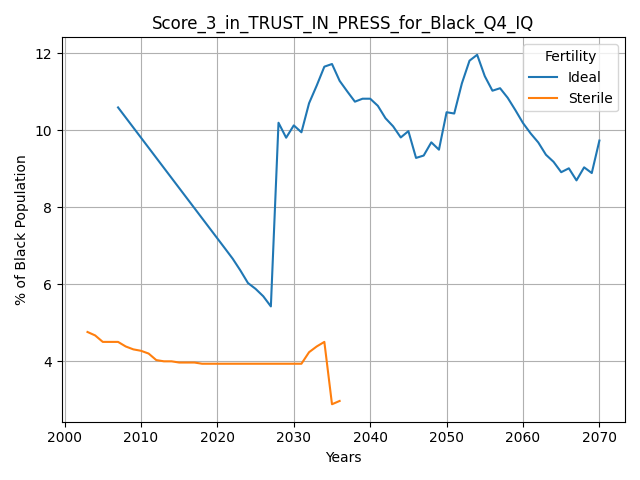 Score_3_in_TRUST_IN_PRESS_for_Black_Q4_IQ
% of Black Population
12
10
8
6
4
Fertility
Ideal
Sterile
2000 2010 2020 2030 2040 2050 2060 2070
Years